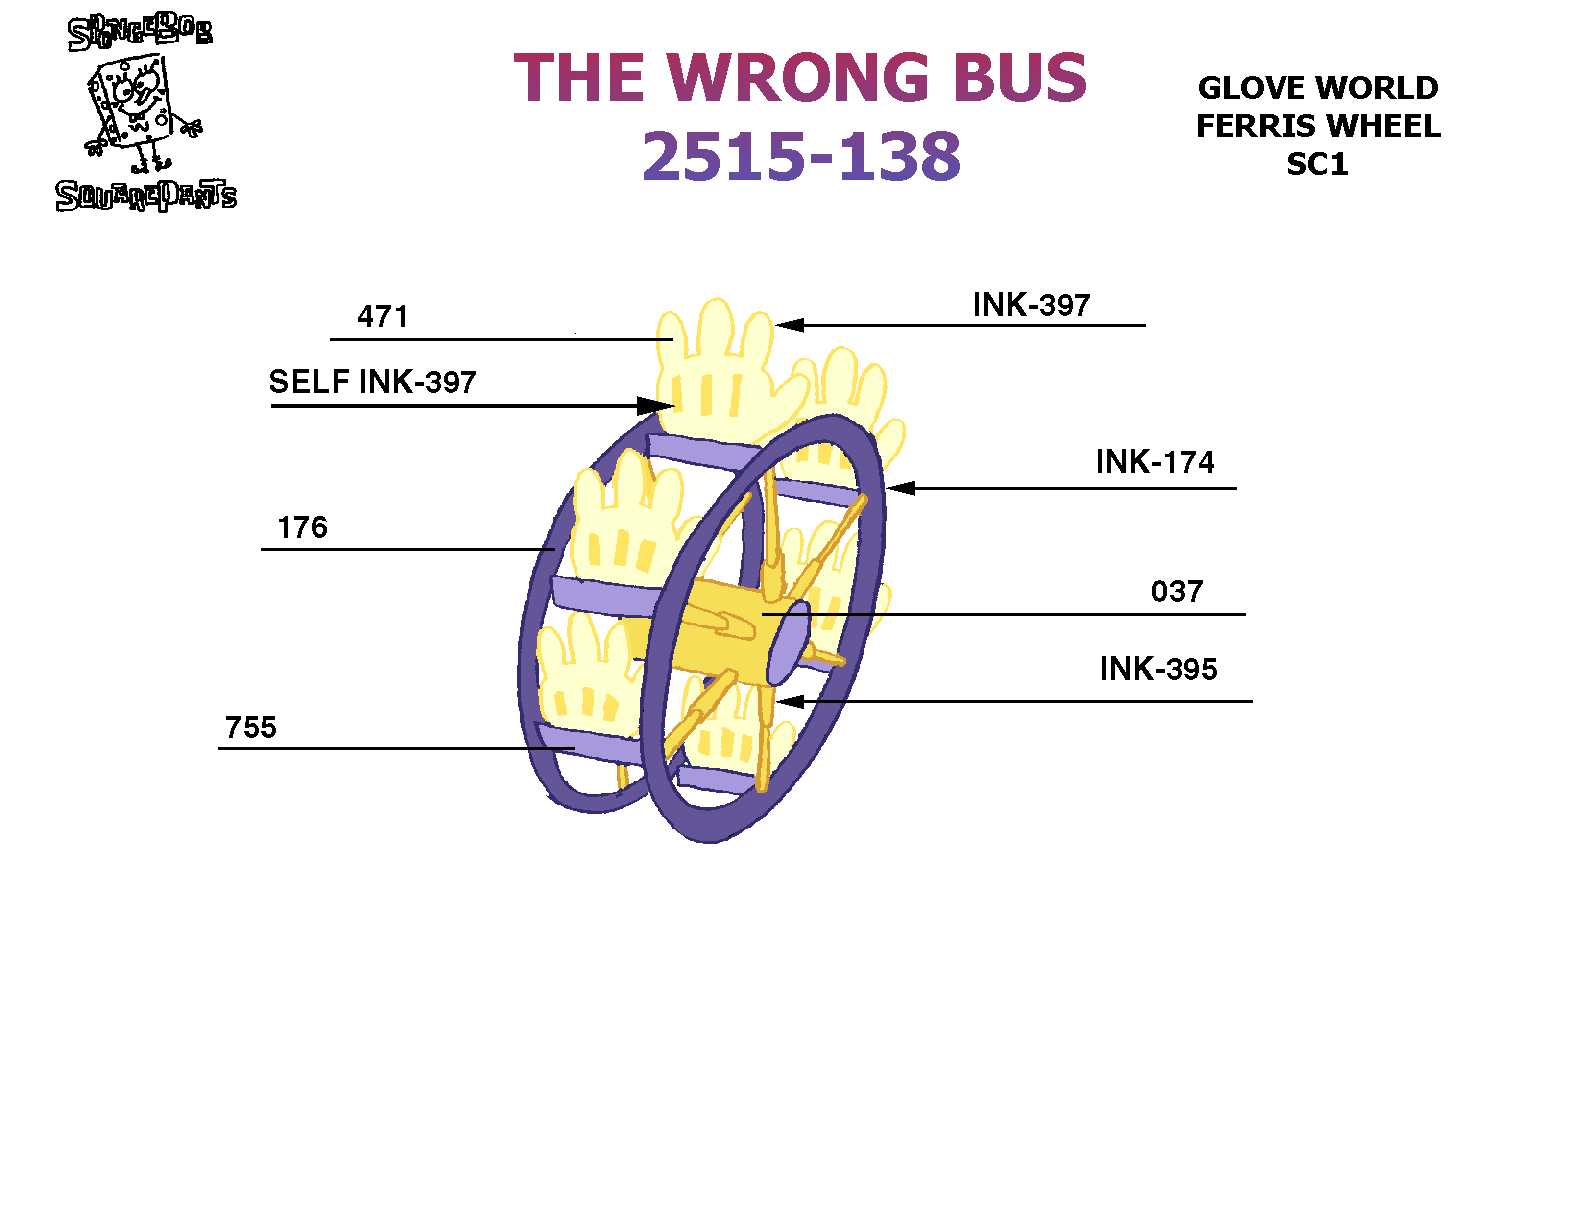 SPONGEBOB
SQUAREPANTS
THE WRONG BUS
2515-138
GLOVE WORLD
FERRIS WHEEL
SC1
471
INK-397
SELF INK-397
INK-174
176
037
INK-395
755